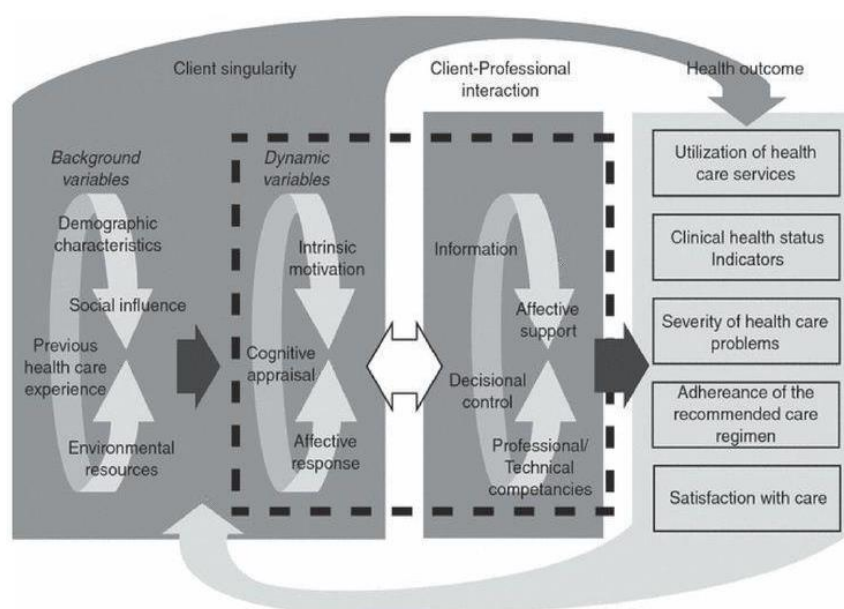 Client singularity
Client-Professional
interaction
Health outcome
Background
variables
Demographic
characteristics
Social influence
Previous
health care
experience
Environmental
resources
Dynamic
variables
Intrinsic
motivation
Cognitive
appraisal
Affective
response
Information
Affective
support
Decisional
control
Professional/
Technical
competancies
Utilization of health
care services
Clinical health status
Indicators
Severity of health care
problems
Adhereance of the
recommended care
regimen
Satisfaction with care